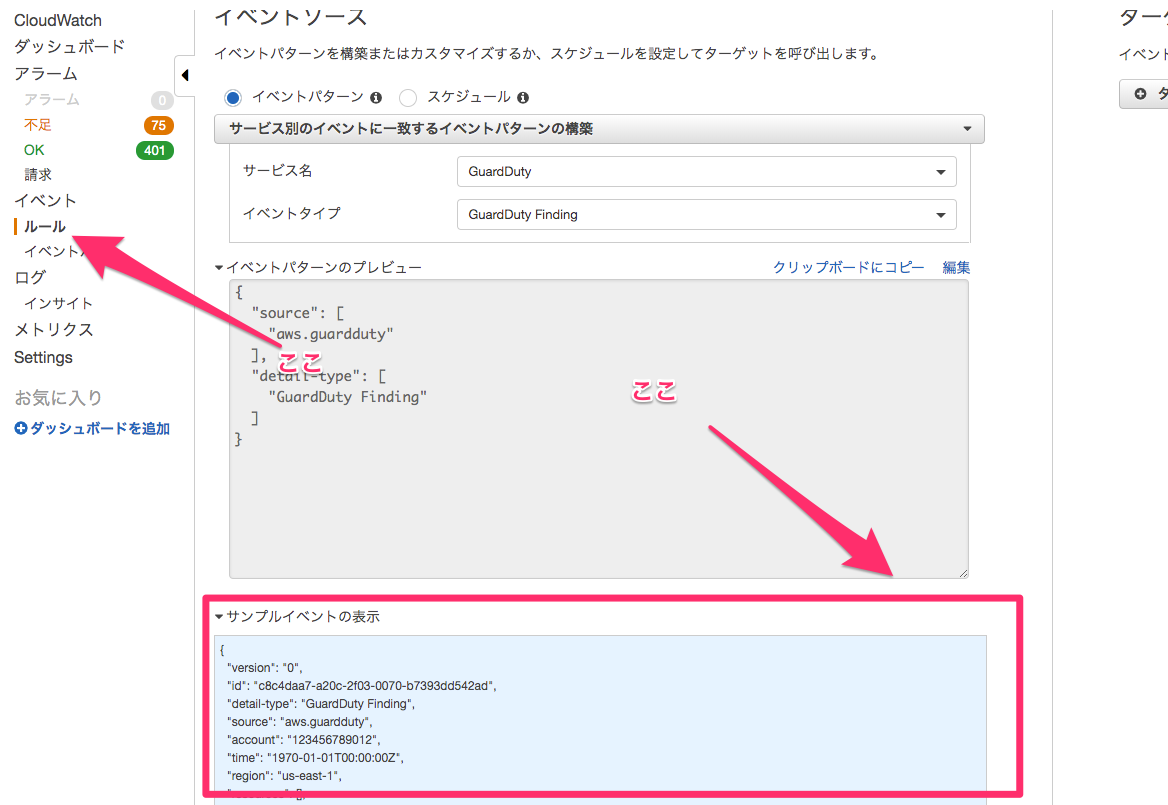 CloudWatch
ダッシュボード
アラーム
アラーム 0
不足 75
OK 401
請求
イベント
ルール
イベント
ログ
インサイト
メトリクス
Settings
お気に入り
ダッシュボードを追加
イベントソース
イベントパターンを構築またはカスタマイズするか、スケジュールを設定してターゲットを呼び出します。
イベントパターン スケジュール
サービス別のイベントに一致するイベントパターンの構築
サービス名 GuardDuty
イベントタイプ GuardDuty Finding
イベントパターンのプレビュー クリップボードにコピー 編集
{
"source": [
"aws.guardduty"
],
"detail-type": [
"GuardDuty Finding"
]
}
ここ
ここ
サンプルイベントの表示
{
"version": "0",
"id": "c8c4daa7-a20c-2f03-0070-b7393dd542ad",
"detail-type": "GuardDuty Finding",
"source": "aws.guardduty",
"account": "123456789012",
"time": "1970-01-01T00:00:00Z",
"region": "us-east-1",
ター
イベント
タ